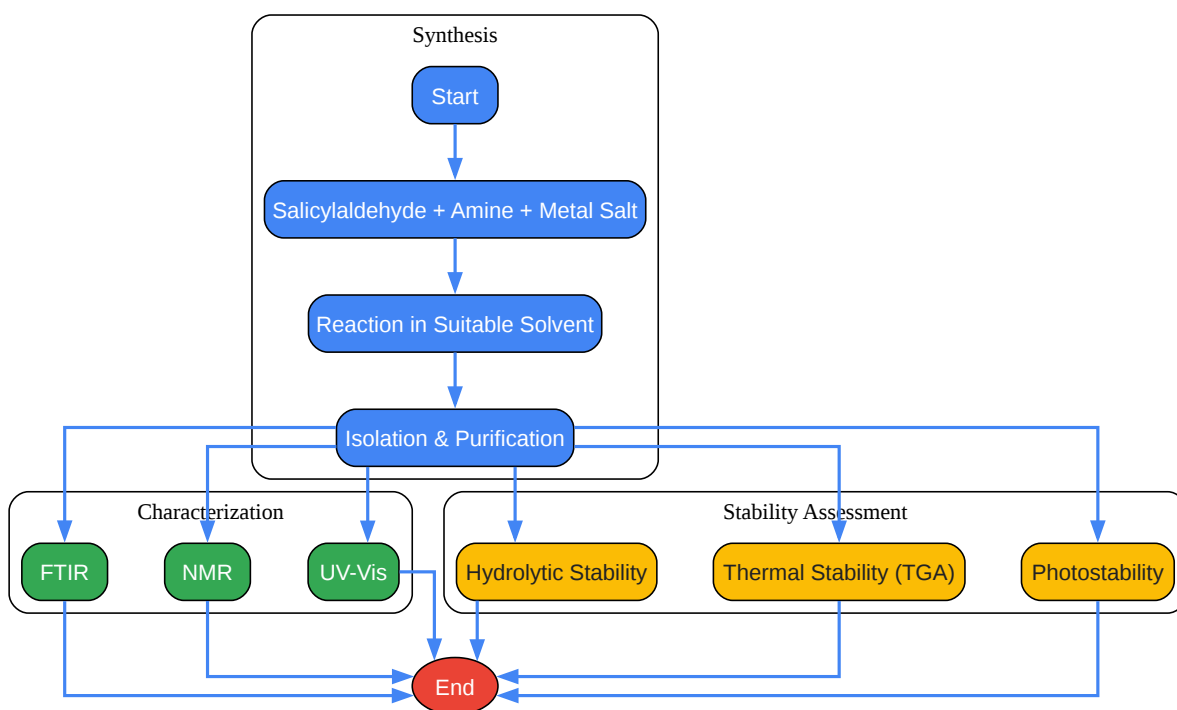 Synthesis
Start
Salicylaldehyde + Amine + Metal Salt
Reaction in Suitable Solvent
Isolation & Purification
Characterization
Stability Assessment
FTIR
NMR
UV-Vis
Hydrolytic Stability
Thermal Stability (TGA)
Photostability
End